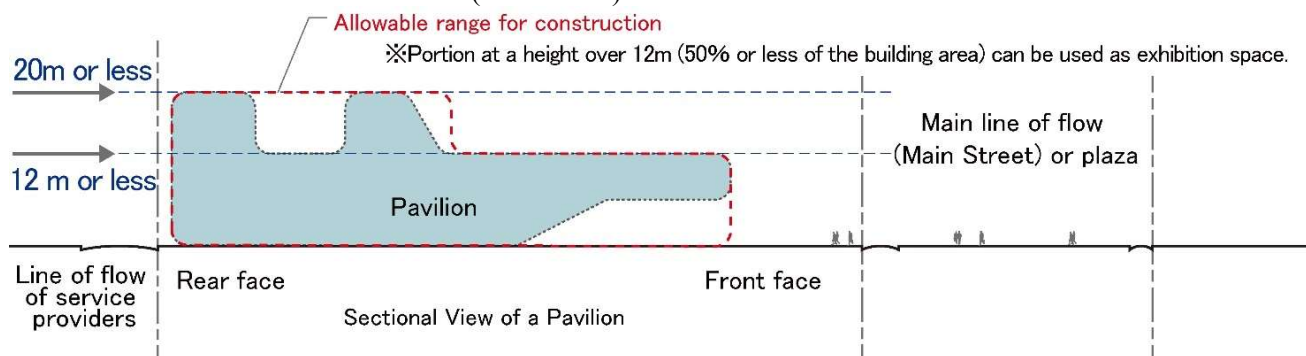 Allowable range for construction
※Portion at a height over 12m (50% or less of the building area) can be used as exhibition space.
20m or less
12 m or less
Main line of flow
(Main Street) or plaza
Pavilion
Line of flow
of service
providers
Rear face
Front face
Sectional View of a Pavilion